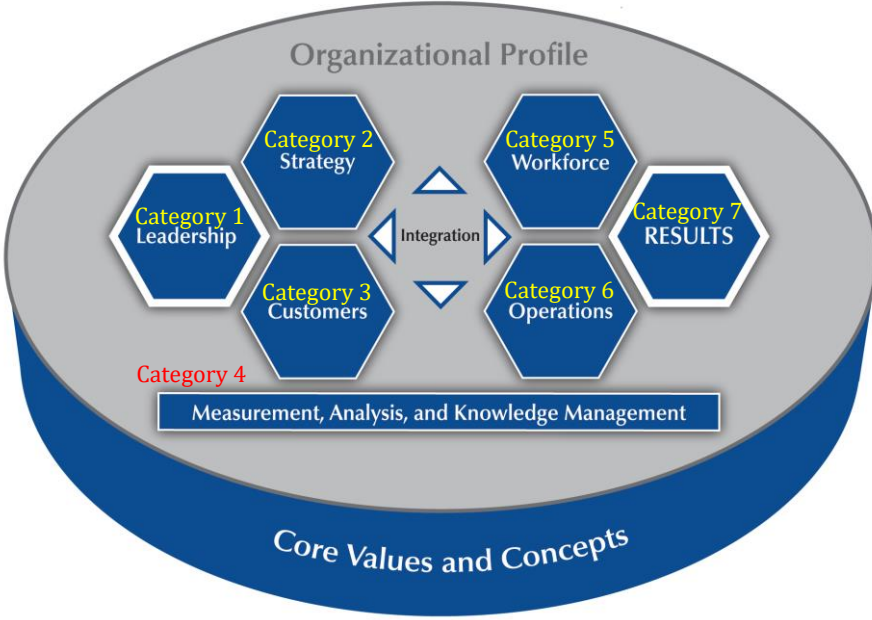 Organizational Profile
Category 2
Strategy
Category 5
Workforce
Category 1
Leadership
Integration
Category 7
RESULTS
Category 3
Customers
Category 6
Operations
Category 4
Measurement, Analysis, and Knowledge Management
Core Values and Concepts